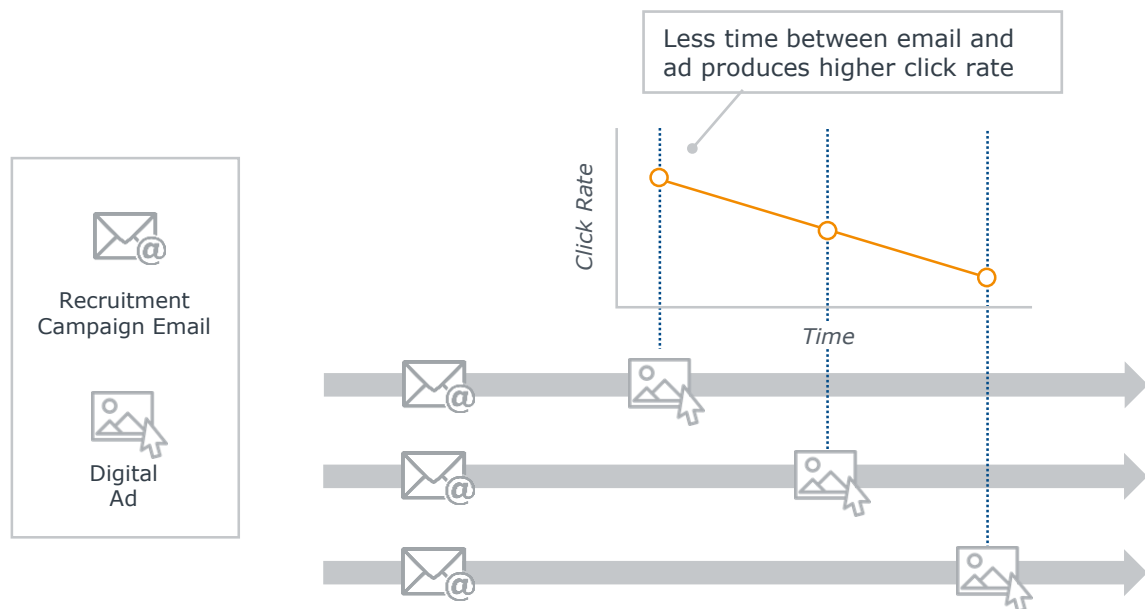 Less time between email and
ad produces higher click rate
Click Rate
Time
@
Recruitment
Campaign Email
Digital
Ad
@
@
@